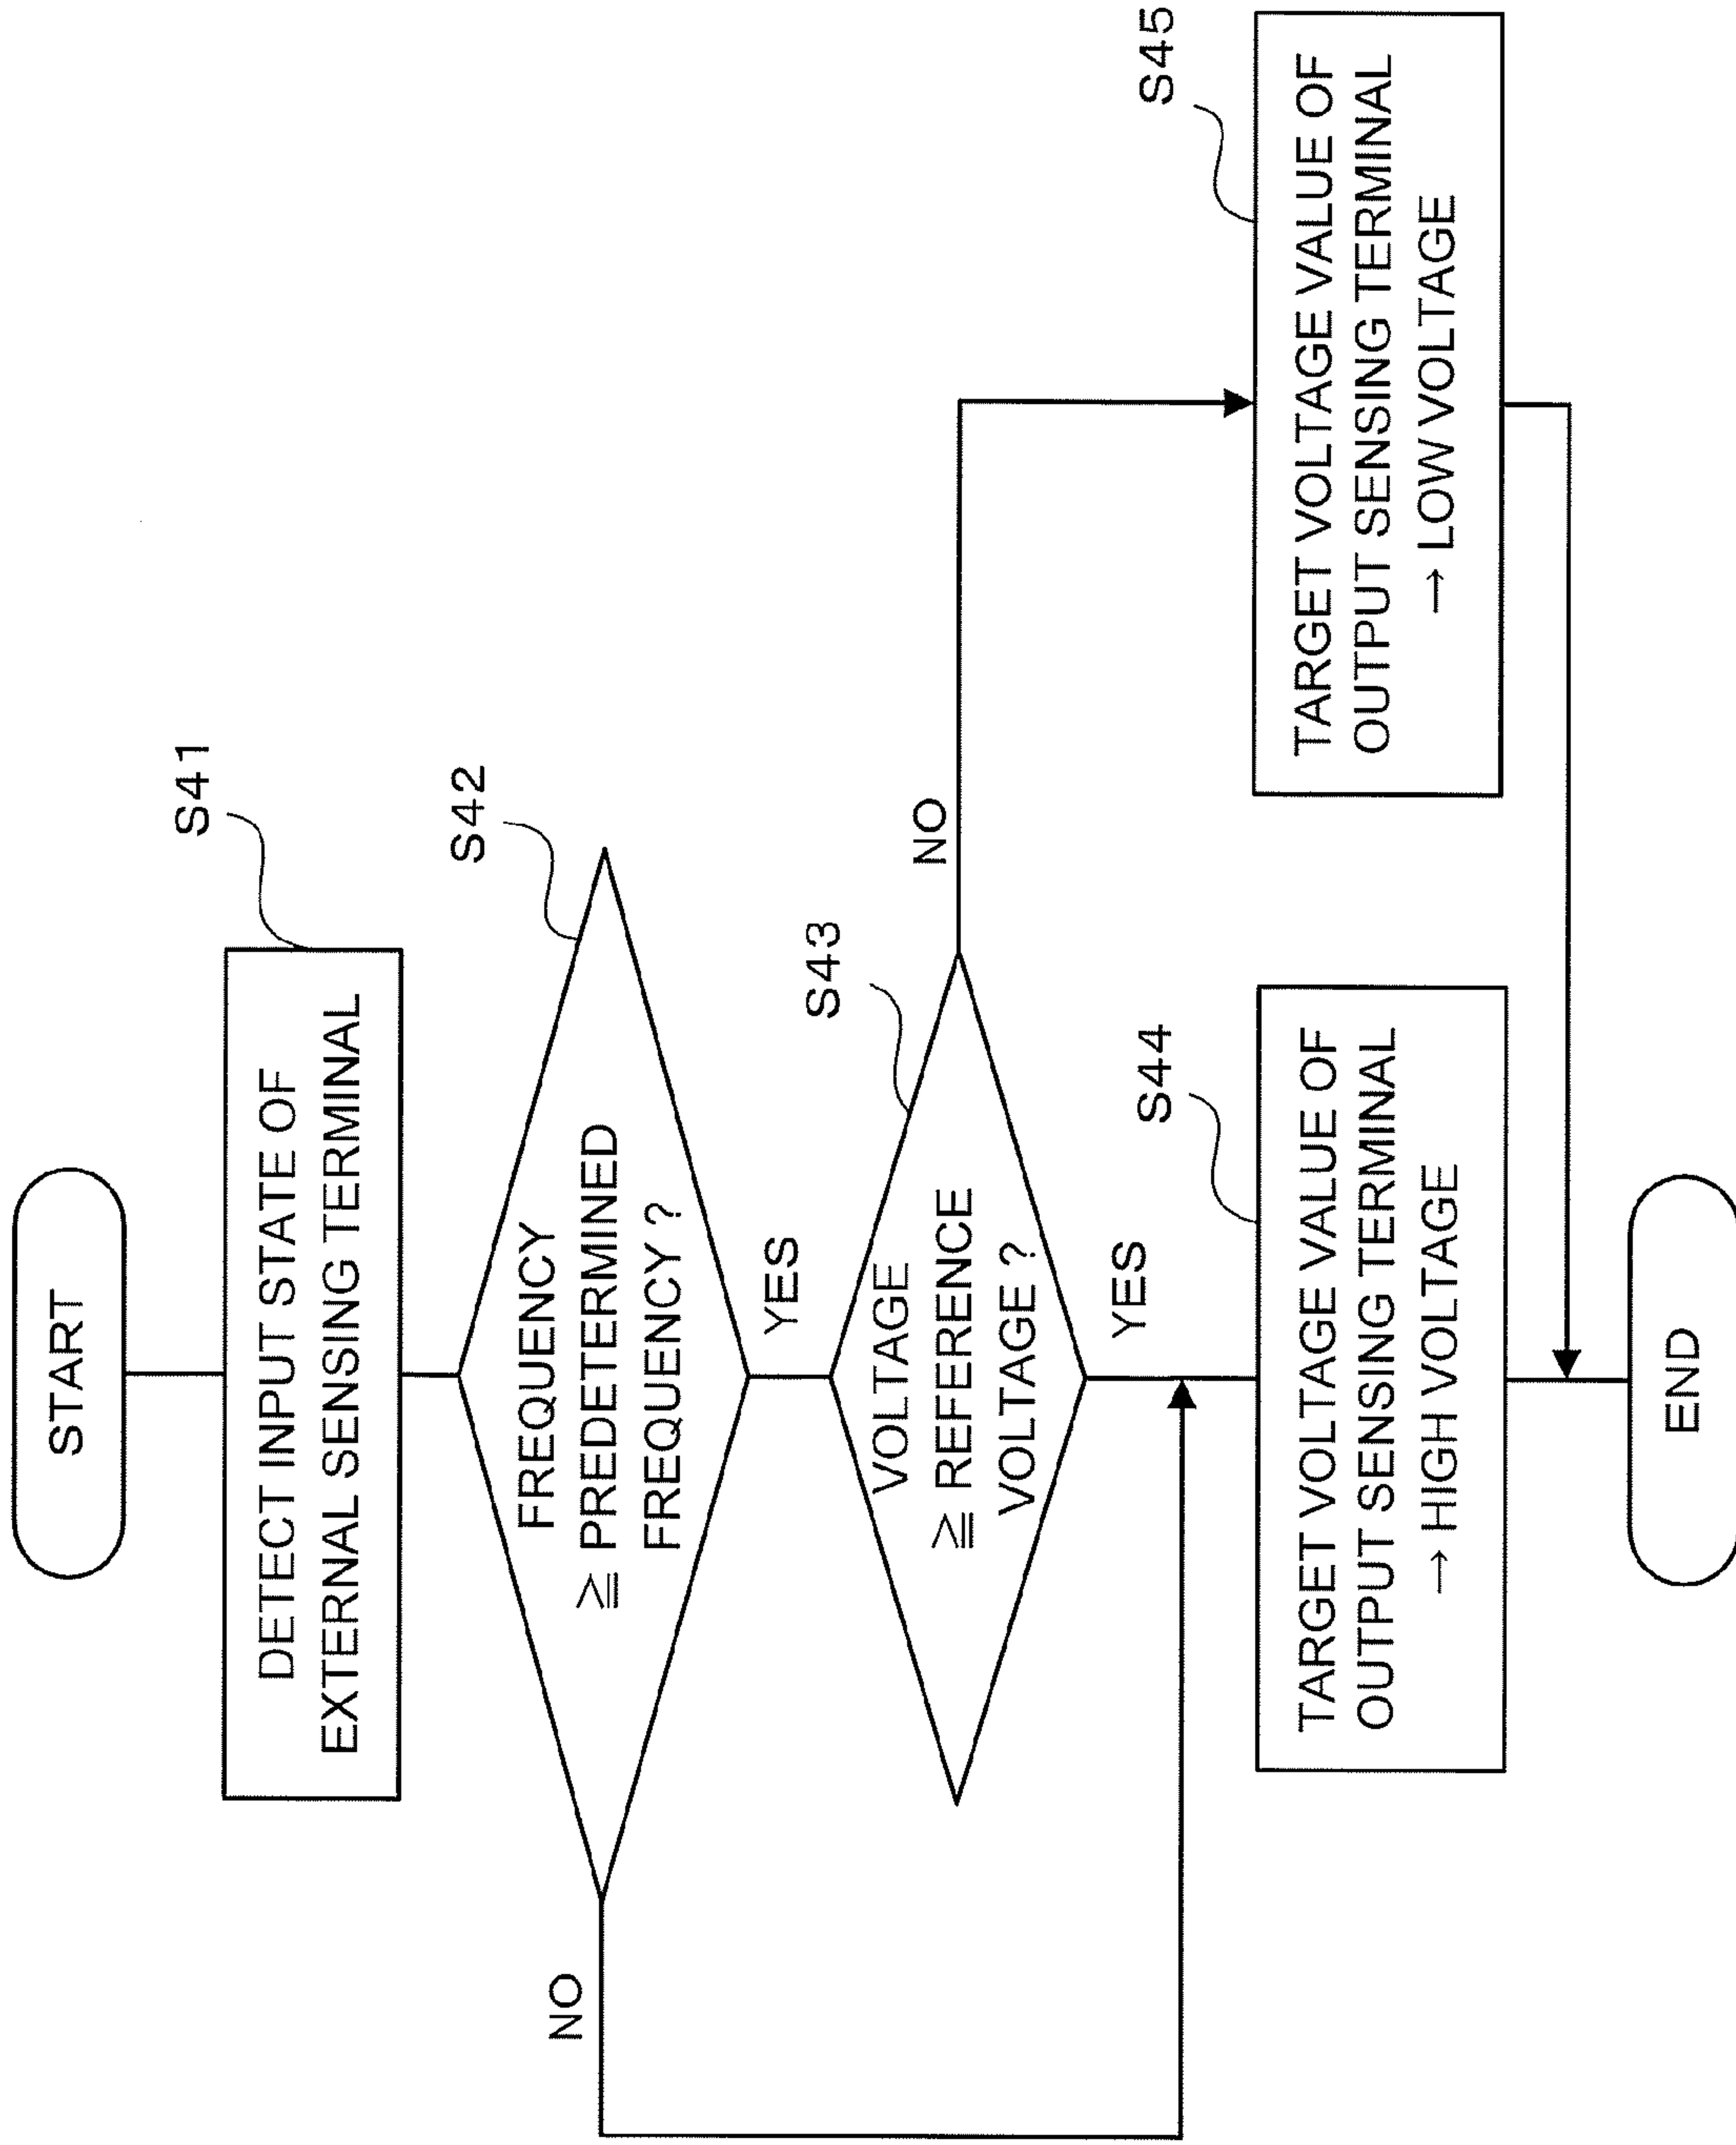 START
S41
DETECT INPUT STATE OF
EXTERNAL SENSING TERMINAL
S42
FREQUENCY
≧ PREDETERMINED
FREQUENCY ?
NO
YES
S43
VOLTAGE
≧ REFERENCE
VOLTAGE ?
NO
YES
S44
TARGET VOLTAGE VALUE OF
OUTPUT SENSING TERMINAL
→ HIGH VOLTAGE
S45
TARGET VOLTAGE VALUE OF
OUTPUT SENSING TERMINAL
→ LOW VOLTAGE
END